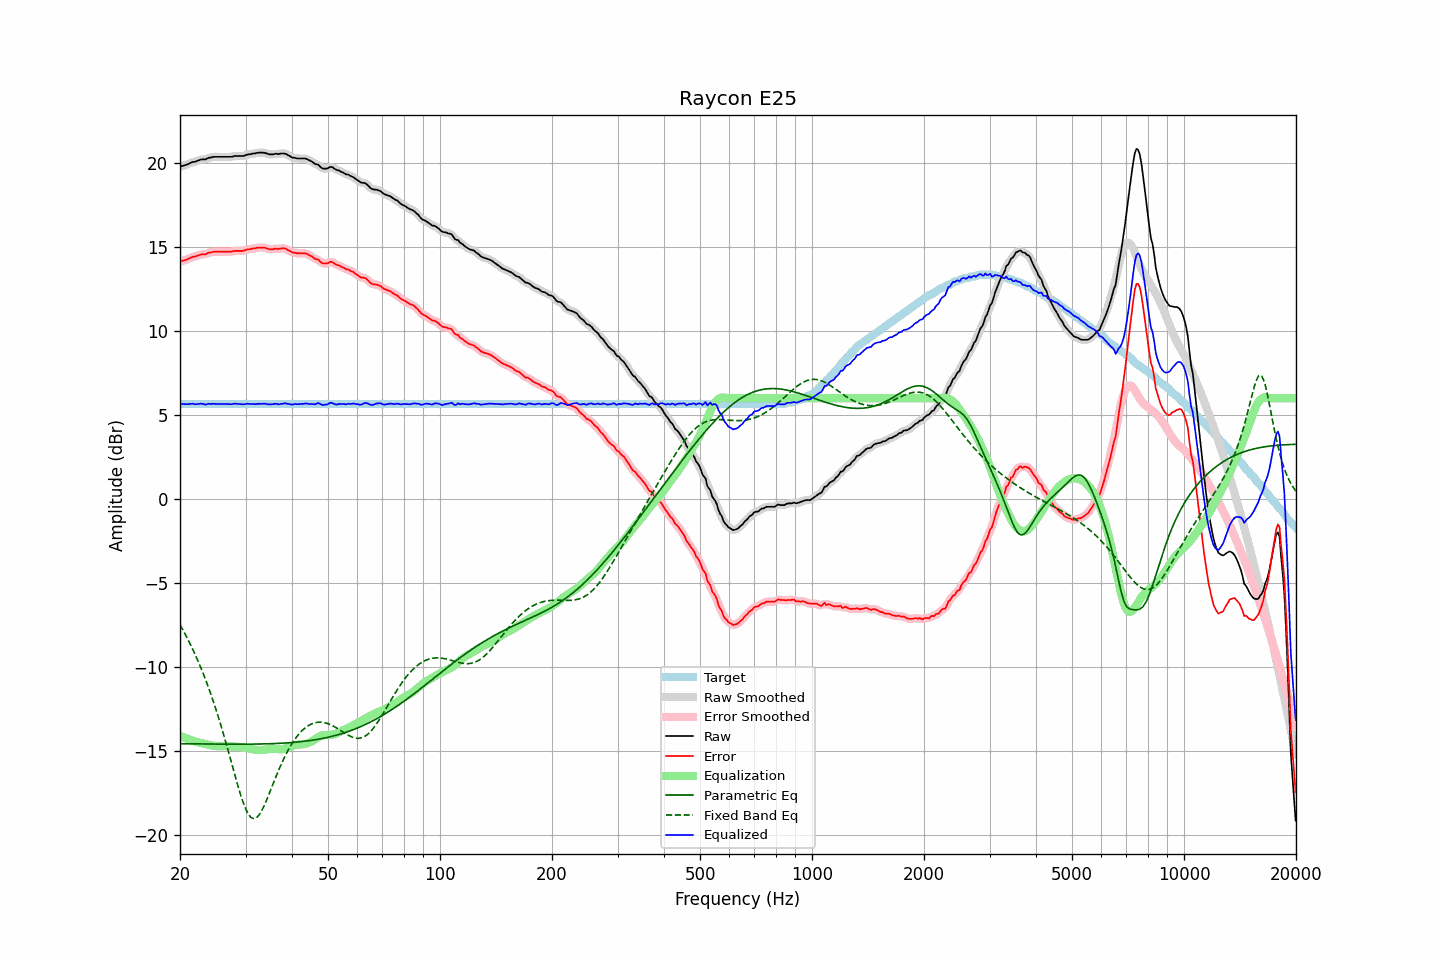 Raycon E25
Amplitude (dBr)
20
15
10
5
0
−5
−10
−15
−20
Target
Raw Smoothed
Error Smoothed
Raw
Error
Equalization
Parametric Eq
Fixed Band Eq
Equalized
20 50 100 200 500 1000 2000 5000 10000 20000
Frequency (Hz)